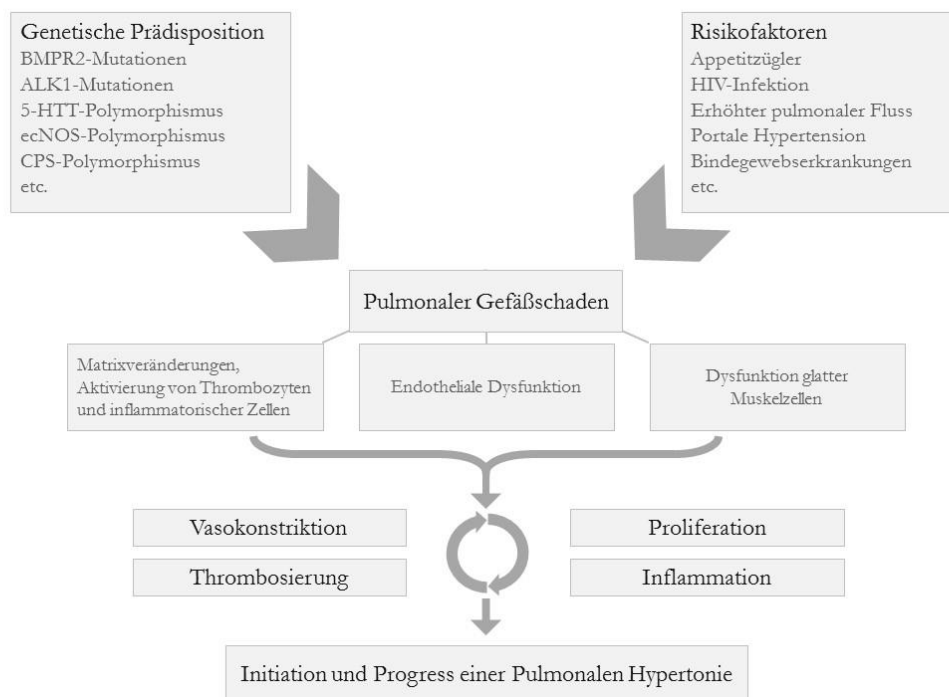 Genetische Prädisposition
BMPR2-Mutationen
ALK1-Mutationen
5-HTT-Polymorphismus
ecNOS-Polymorphismus
CPS-Polymorphismus
etc.
Risikofaktoren
Appetitzügler
HIV-Infektion
Erhöhter pulmonaler Fluss
Portale Hypertension
Bindegewebserkrankungen
etc.
Pulmonaler Gefäßschaden
Matrixveränderungen,
Aktivierung von Thrombozyten
und inflammatorischer Zellen
Endotheliale Dysfunktion
Dysfunktion glatter
Muskelzellen
Vasokonstriktion
Thrombosierung
Proliferation
Inflammation
Initiation und Progress einer Pulmonalen Hypertonie